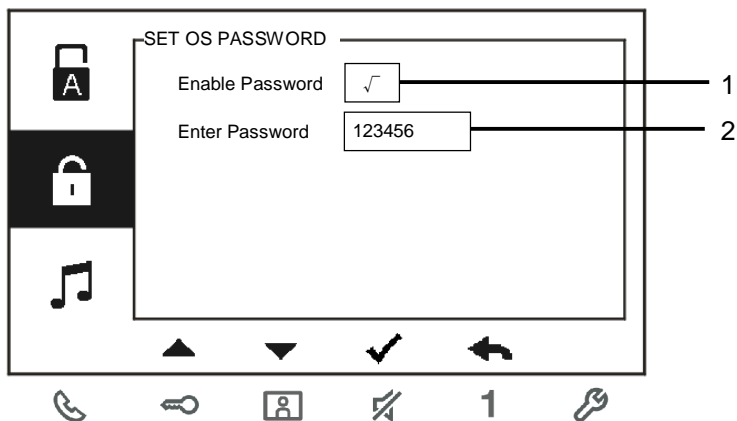 SET OS PASSWORD
A
Enable Password √ 1
Enter Password 123456 2
1